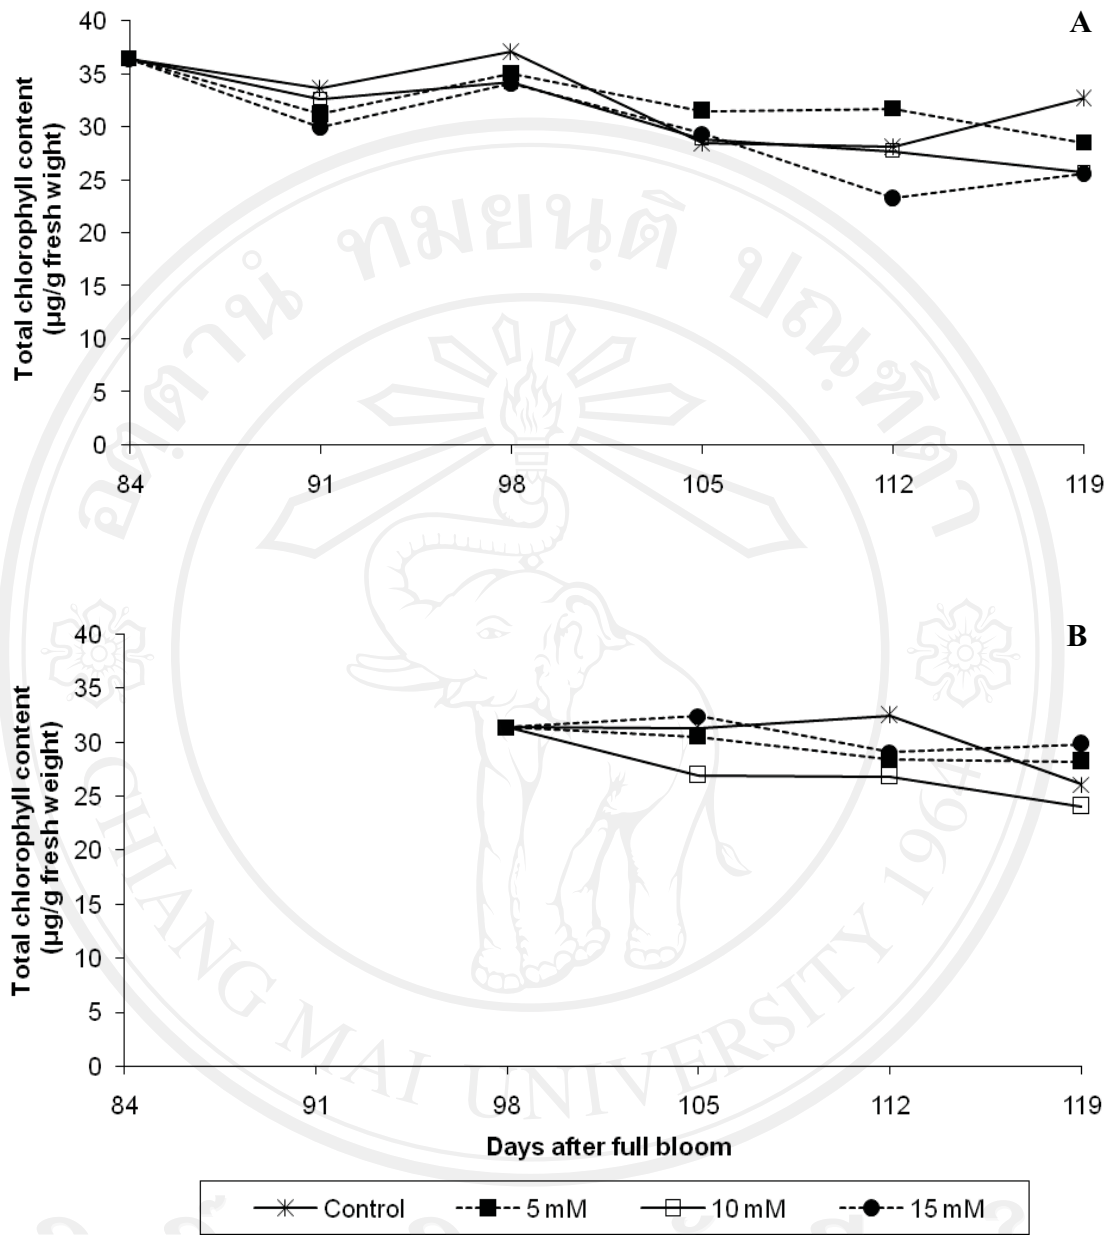 A
Total chlorophyll content
(µg/g fresh wight)
40
35
30
25
20
15
10
5
0
84 91 98 105 112 119
B
Total chlorophyll content
(µg/g fresh weight)
40
35
30
25
20
15
10
5
0
84 91 98 105 112 119
Days after full bloom
Control 5 mM 10 mM 15 mM
CHIANG MAI UNIVERSITY 1964